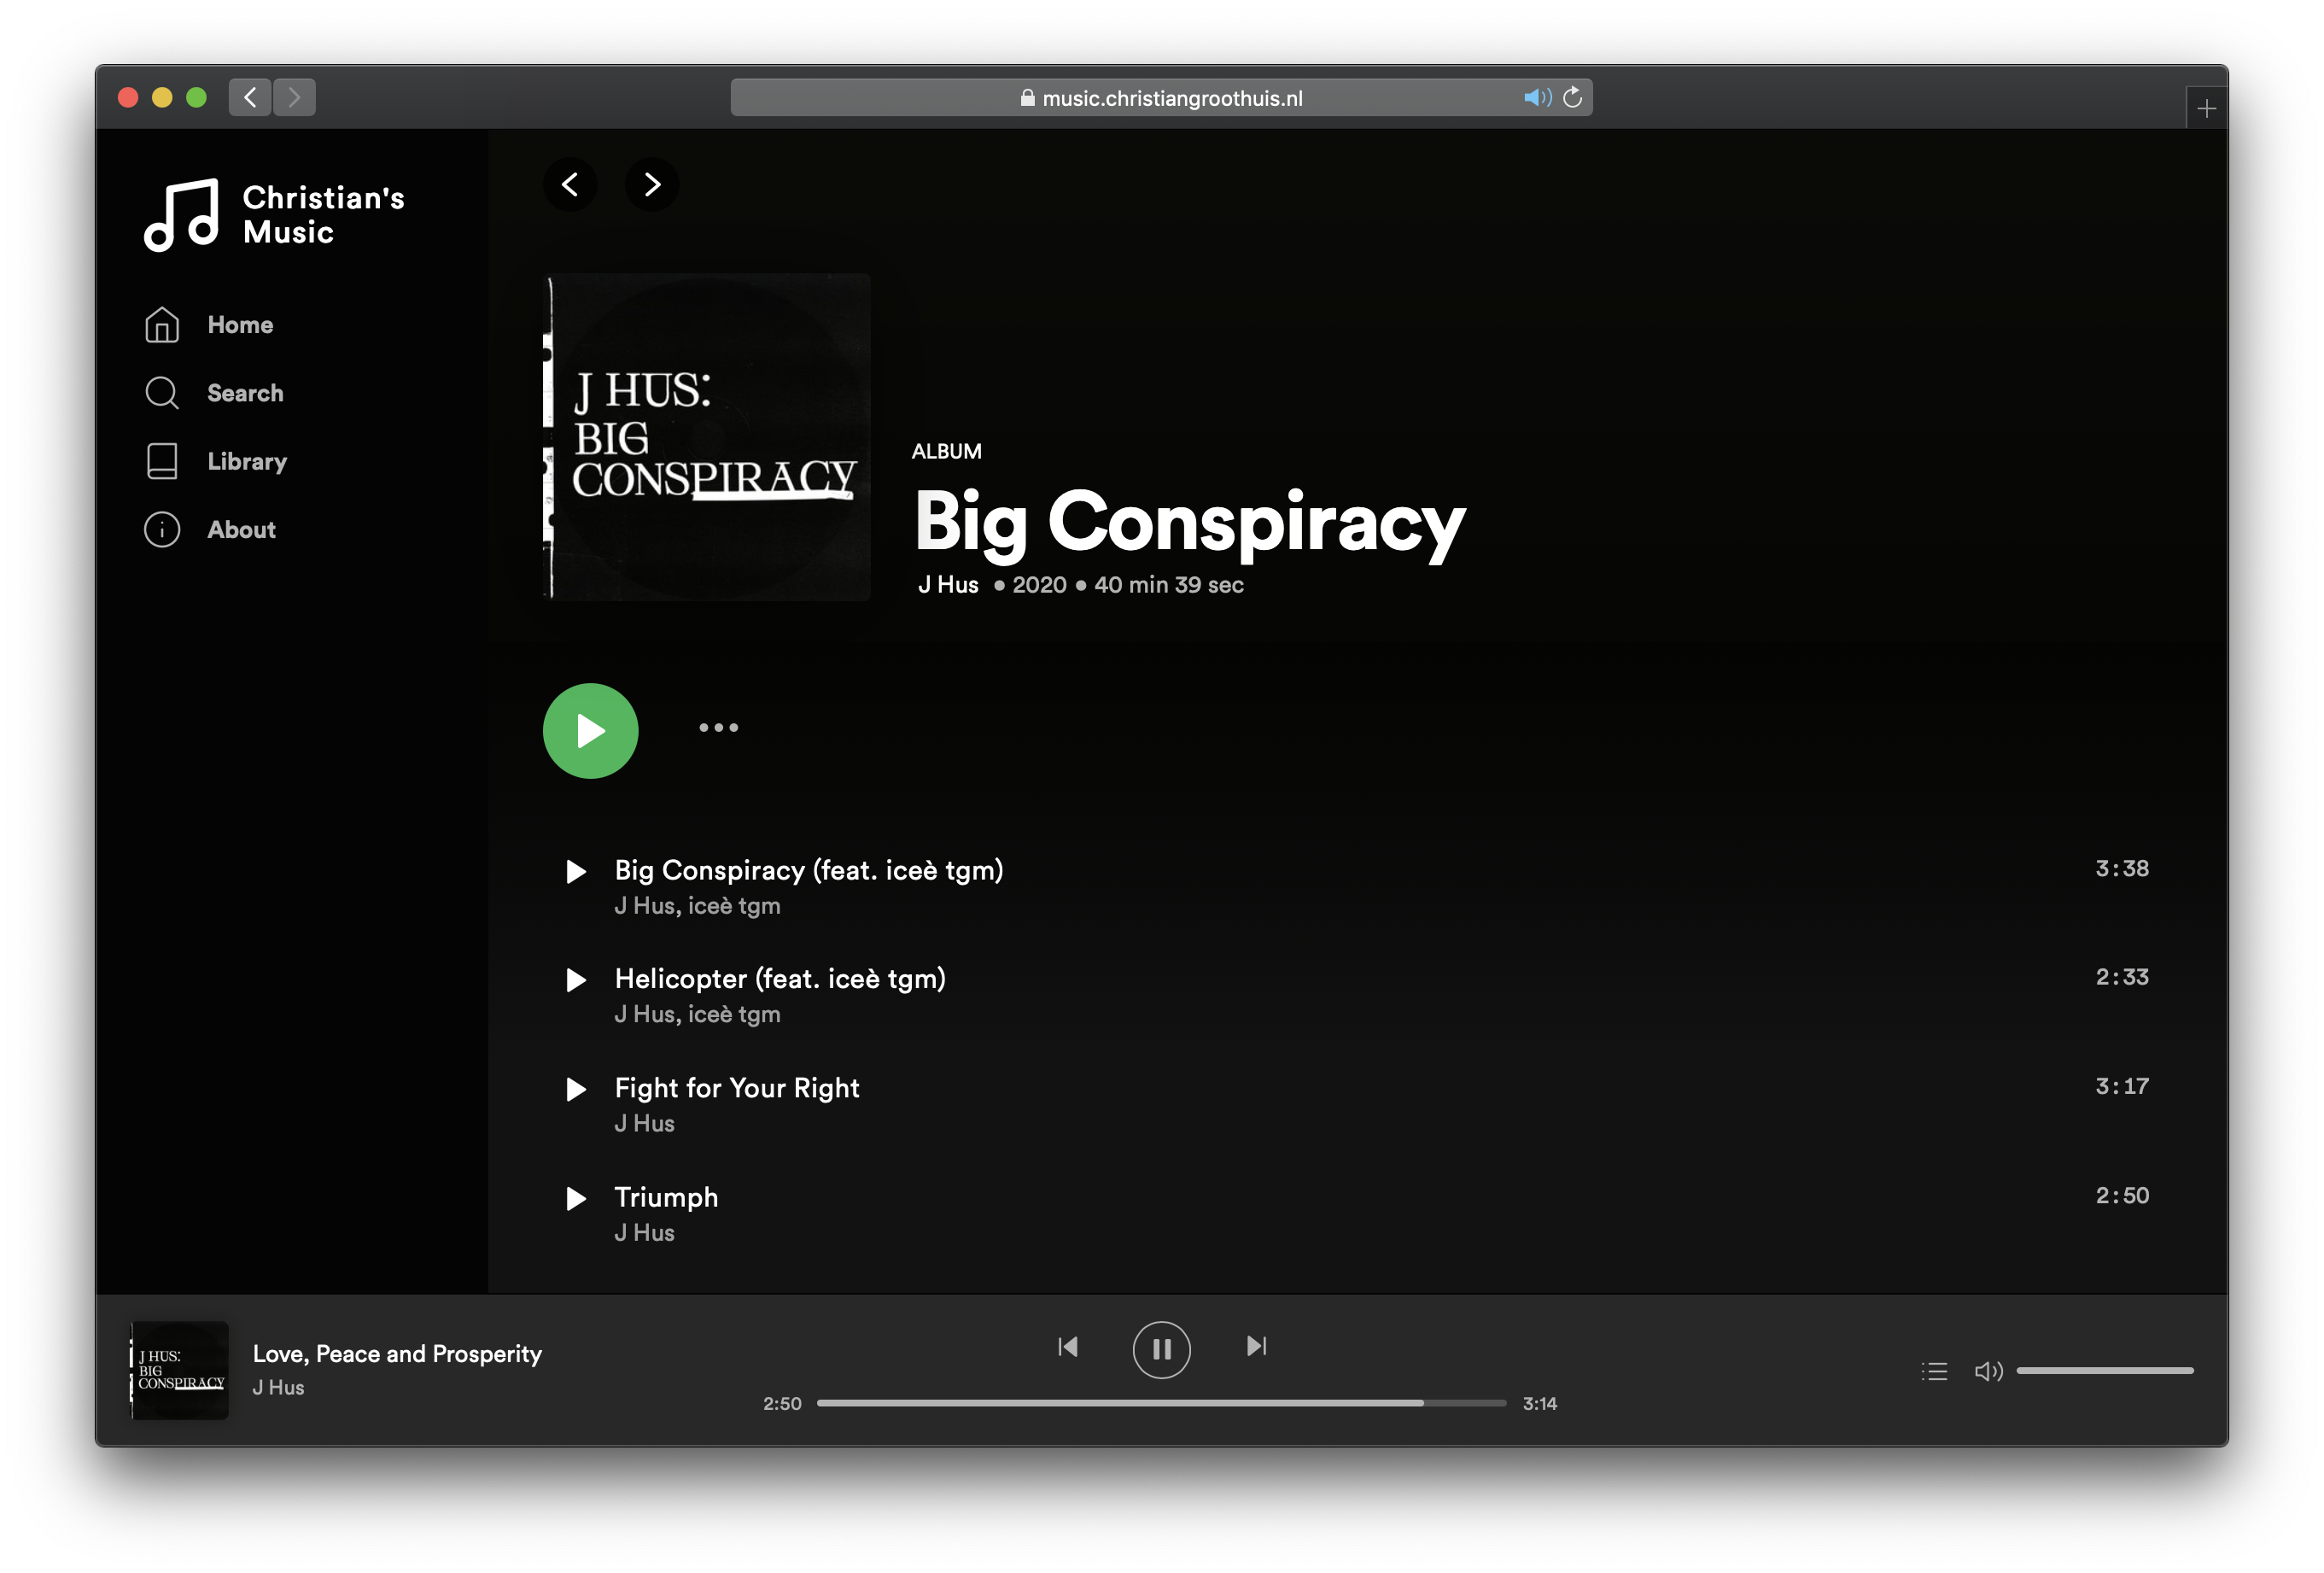 music.christiangroothuis.nl
Christian's
Music
Home
Search
Library
About
J HUS:
BIG
CONSPIRACY
ALBUM
Big Conspiracy
J Hus • 2020 • 40 min 39 sec
Big Conspiracy (feat. iceè tgm) 3:38
J Hus, iceè tgm
Helicopter (feat. iceè tgm) 2:33
J Hus, iceè tgm
Fight for Your Right 3:17
J Hus
Triumph 2:50
J Hus
J HUS:
BIG
CONSPIRACY
Love, Peace and Prosperity
J Hus
2:50 3:14